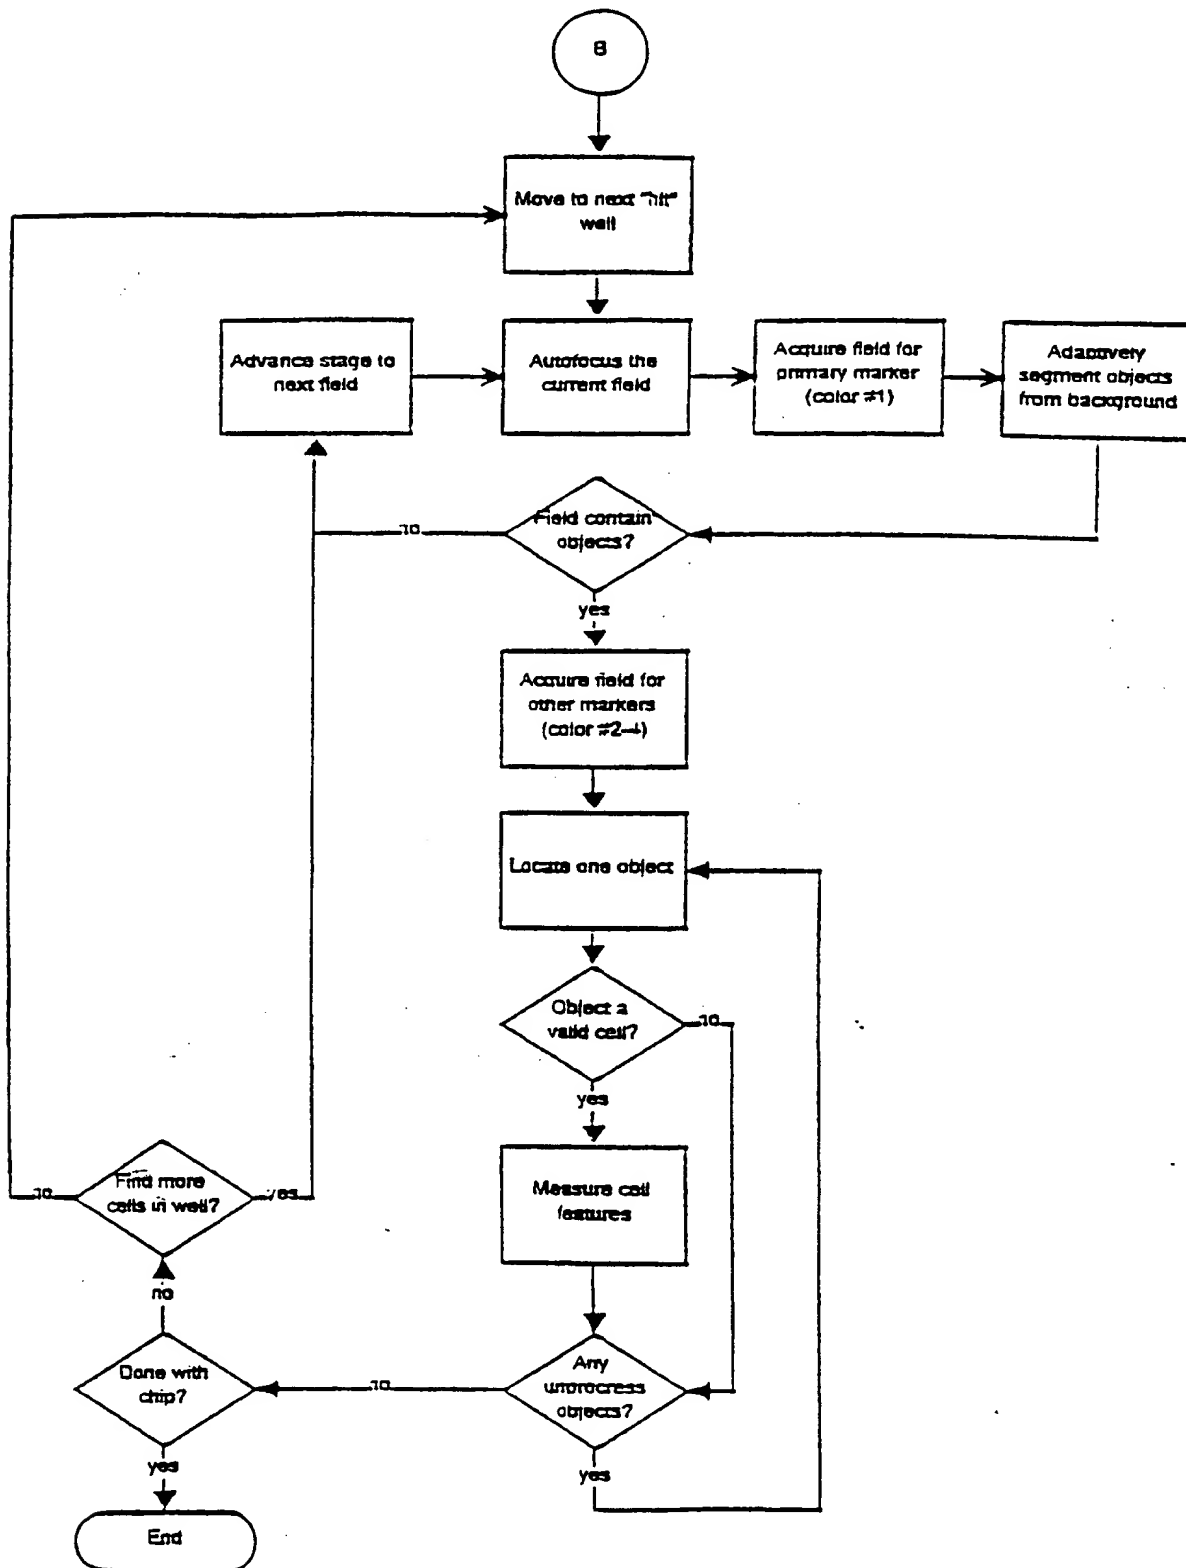 B
Move to next "hit"
well
Advance stage to
next field
Autofocus the
current field
Acquire field for
primary marker
(color #1)
Adaptively
segment objects
from background
Field contain
objects?
no
yes
Acquire field for
other markers
(color #2-4)
Locate one object
Object a
valid cell?
no
yes
Measure cell
features
Find more
cells in well?
no
yes
no
Done with
chip?
no
Any
unprocress
objects?
yes
yes
End